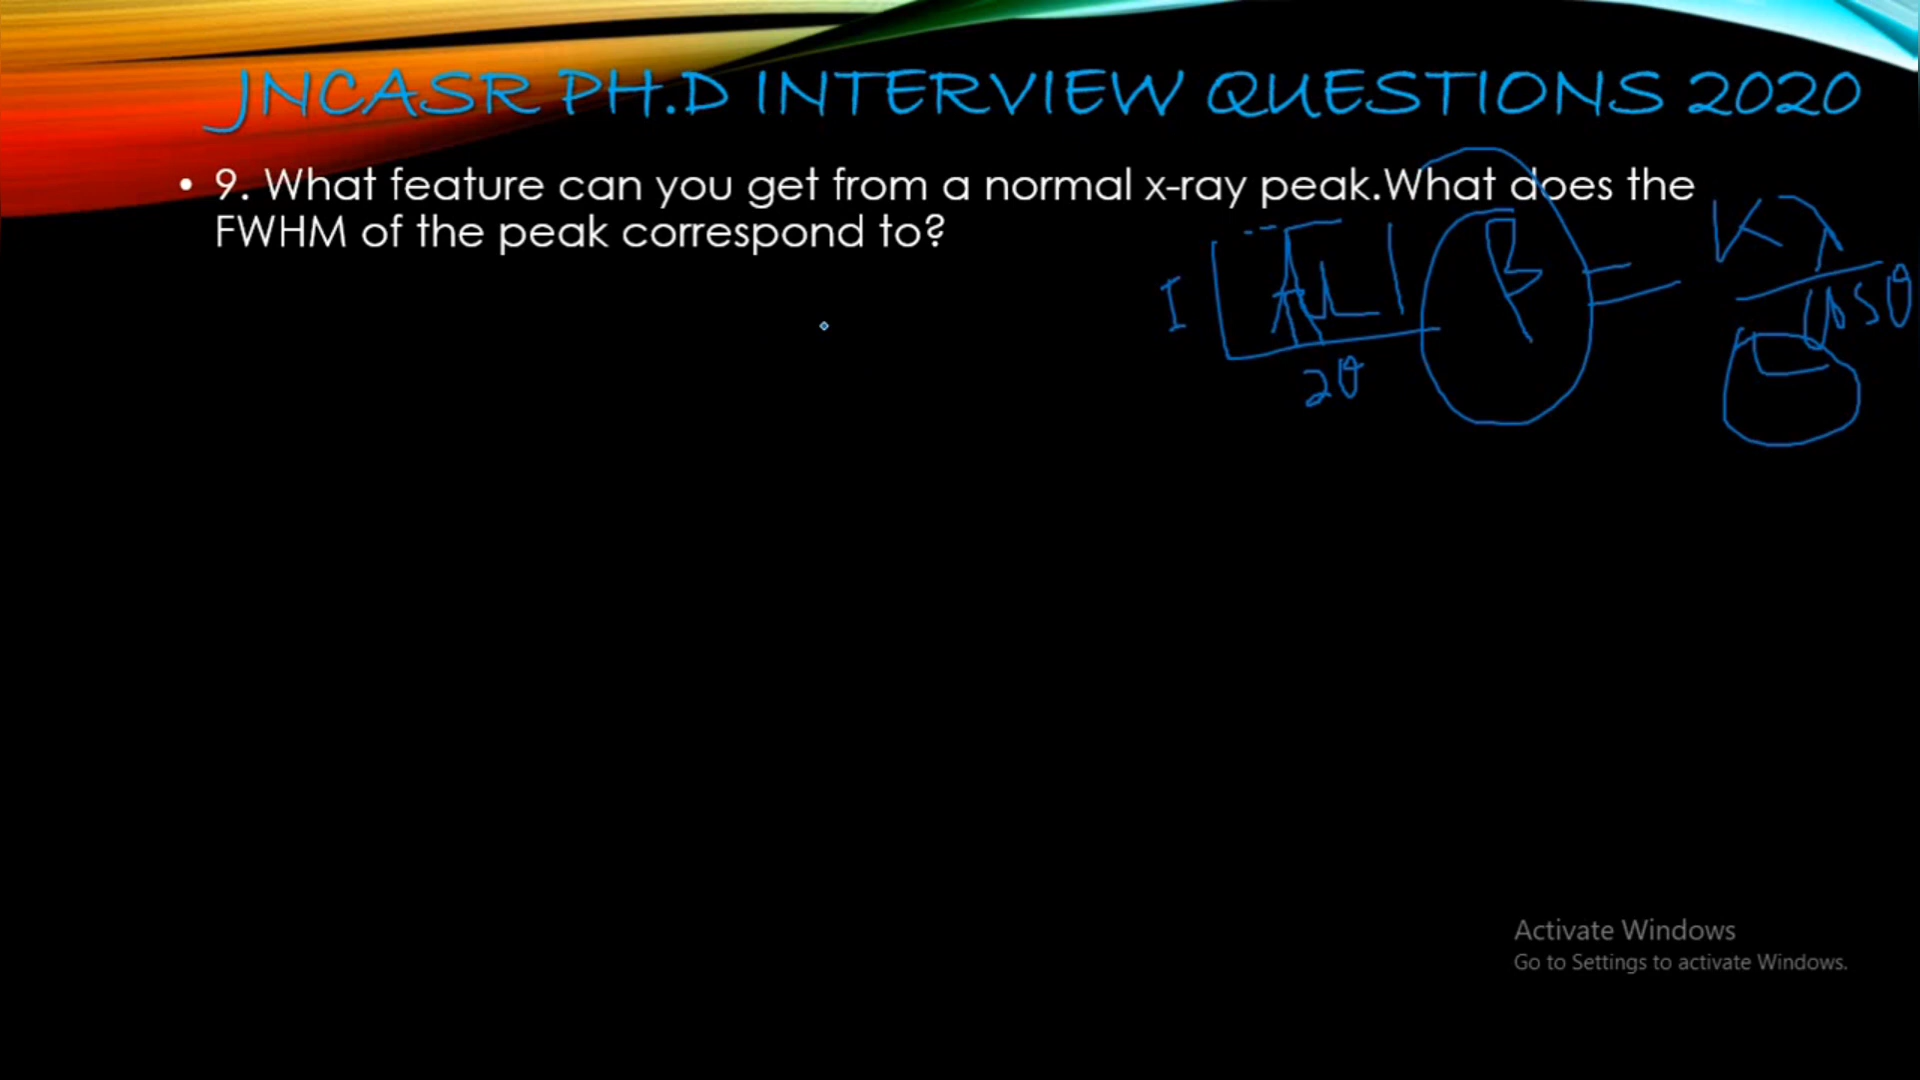 JNCASR PH.D INTERVIEW QUESTIONS 2020
• 9. What feature can you get from a normal x-ray peak.What does the
FWHM of the peak correspond to?
I
2θ
β = Kλ
cosθ
Activate Windows
Go to Settings to activate Windows.